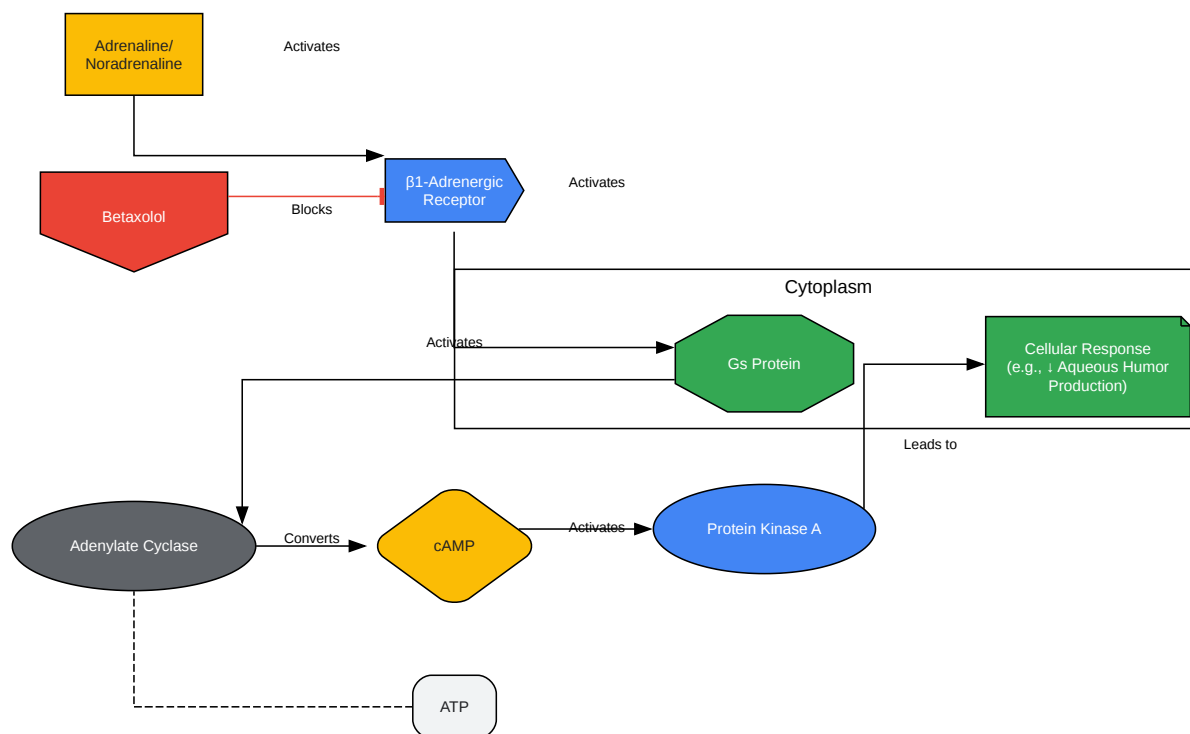 Adrenaline/
Noradrenaline
Activates
β1-Adrenergic
Receptor
Activates
Betaxolol
Blocks
Cytoplasm
Activates
Gs Protein
Cellular Response
(e.g., ↓ Aqueous Humor
Production)
Leads to
Adenylate Cyclase
Converts
cAMP
Activates
Protein Kinase A
ATP